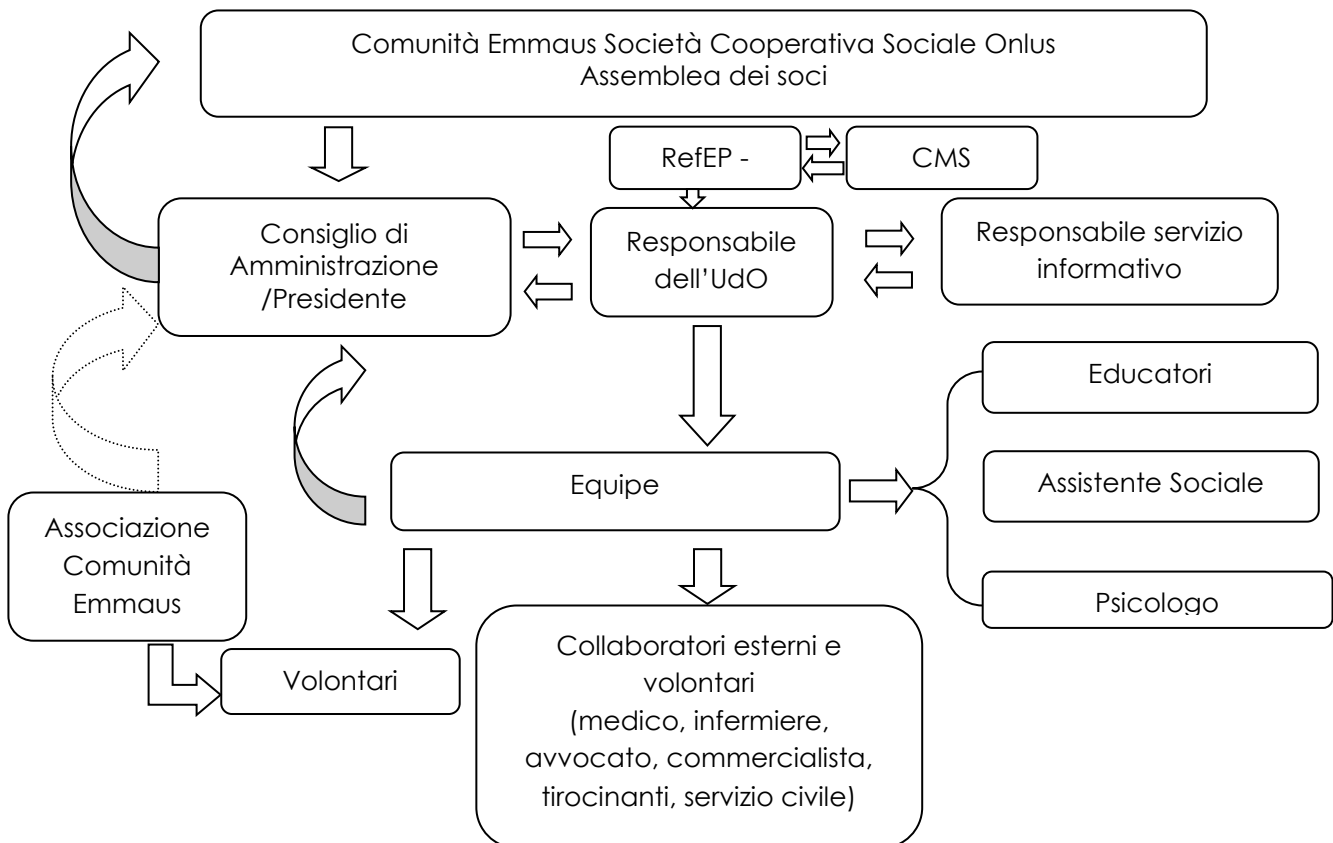 Comunità Emmaus Società Cooperativa Sociale Onlus
Assemblea dei soci
RefEP -
CMS
Consiglio di
Amministrazione
/Presidente
Responsabile
dell’UdO
Responsabile servizio
informativo
Educatori
Equipe
Assistente Sociale
Associazione
Comunità
Emmaus
Psicologo
Volontari
Collaboratori esterni e
volontari
(medico, infermiere,
avvocato, commercialista,
tirocinanti, servizio civile)